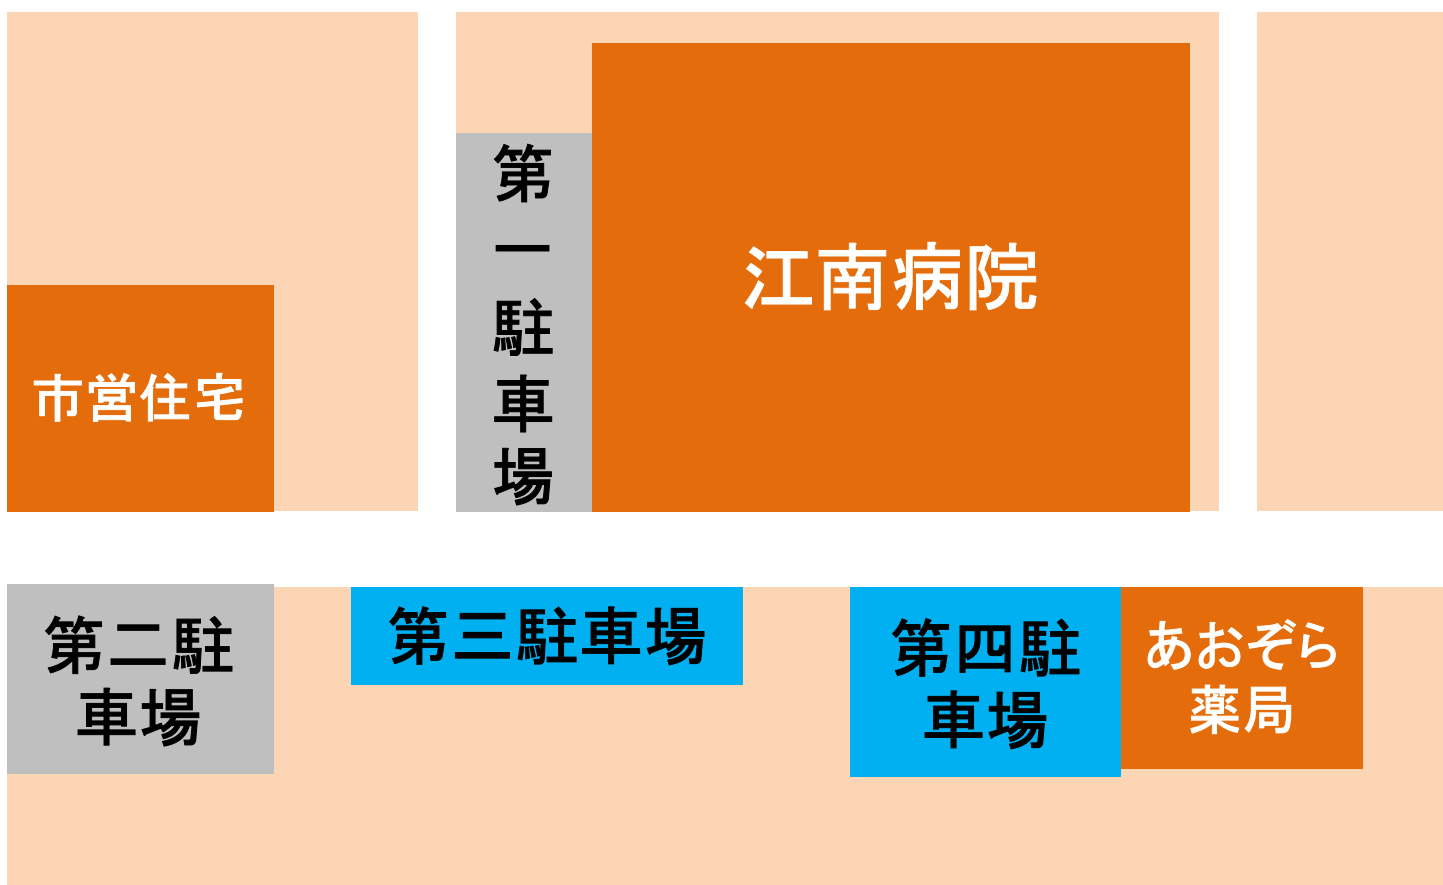 第一駐車場
江南病院
市営住宅
第二駐
車場
第三駐車場
第四駐
車場
あおぞら
薬局